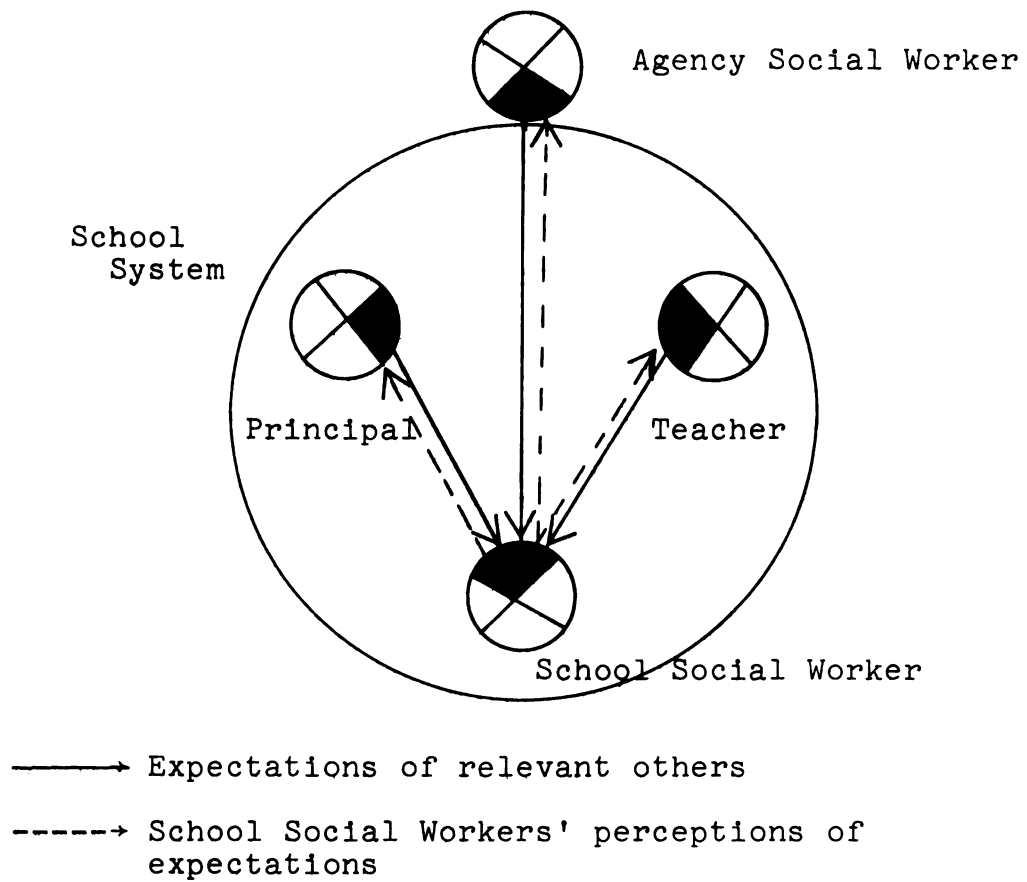 Agency Social Worker
School
System
Principal
Teacher
School Social Worker
Expectations of relevant others
School Social Workers' perceptions of
expectations